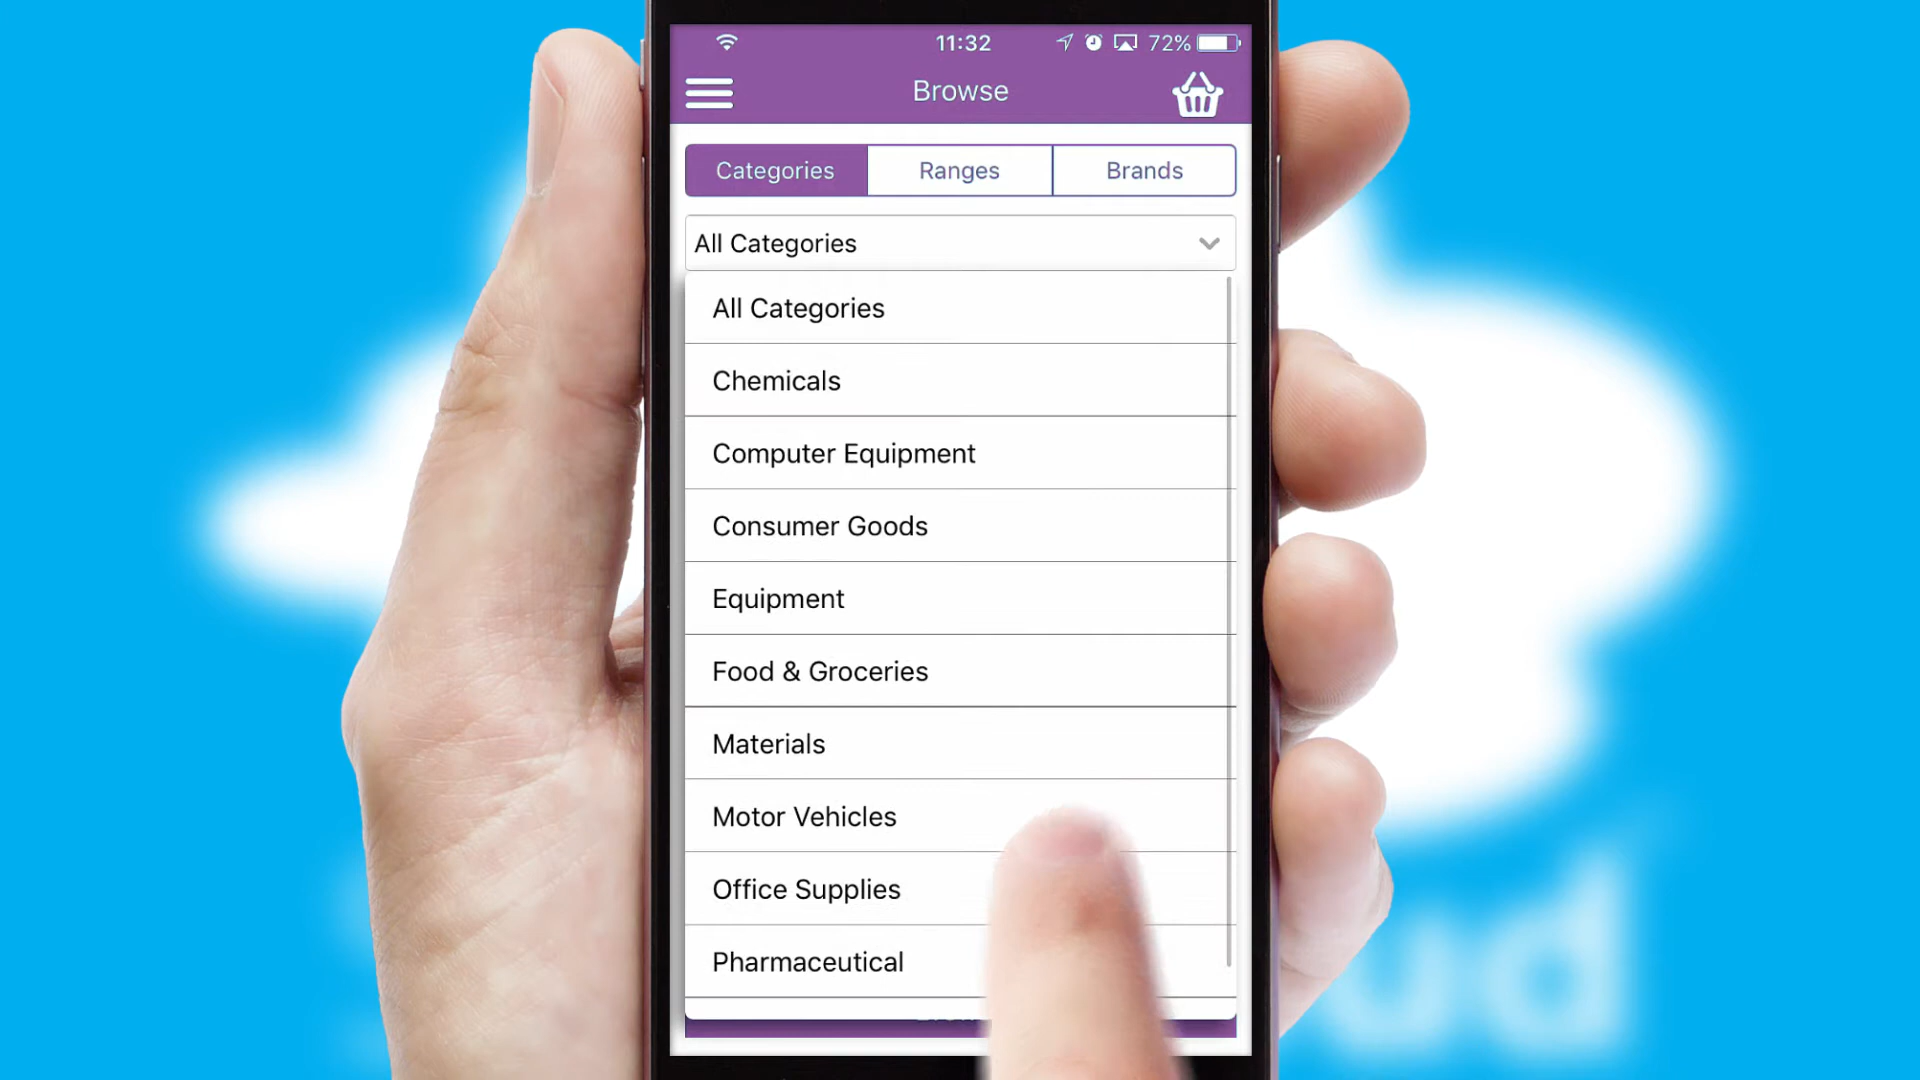 11:32
72%
Browse
Categories
Ranges
Brands
All Categories
All Categories
Chemicals
Computer Equipment
Consumer Goods
Equipment
Food & Groceries
Materials
Motor Vehicles
Office Supplies
Pharmaceutical